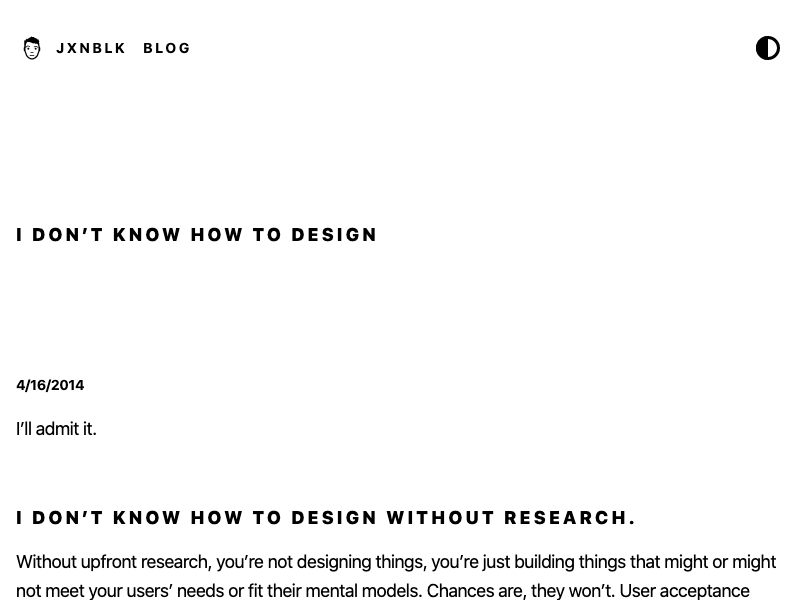 JXNBLK BLOG
I DON’T KNOW HOW TO DESIGN
4/16/2014
I’ll admit it.
I DON’T KNOW HOW TO DESIGN WITHOUT RESEARCH.
Without upfront research, you’re not designing things, you’re just building things that might or might
not meet your users’ needs or fit their mental models. Chances are, they won’t. User acceptance